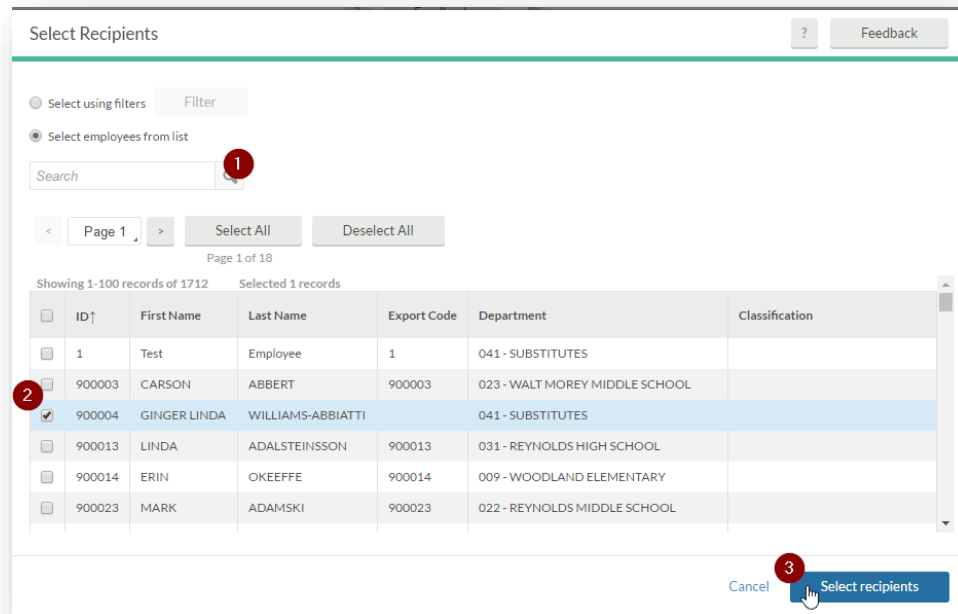 Select Recipients ? Feedback
Select using filters Filter
Select employees from list
1
Search
< Page 1 > Select All Deselect All
Page 1 of 18
Showing 1-100 records of 1712 Selected 1 records
ID↑ First Name Last Name Export Code Department Classification
1 Test Employee 1 041 - SUBSTITUTES
900003 CARSON ABBERT 900003 023 - WALT MOREY MIDDLE SCHOOL
2
900004 GINGER LINDA WILLIAMS-ABBIATTI 041 - SUBSTITUTES
900013 LINDA ADALSTEINSSON 900013 031 - REYNOLDS HIGH SCHOOL
900014 ERIN OKEEFFE 900014 009 - WOODLAND ELEMENTARY
900023 MARK ADAMSKI 900023 022 - REYNOLDS MIDDLE SCHOOL
3
Cancel Select recipients